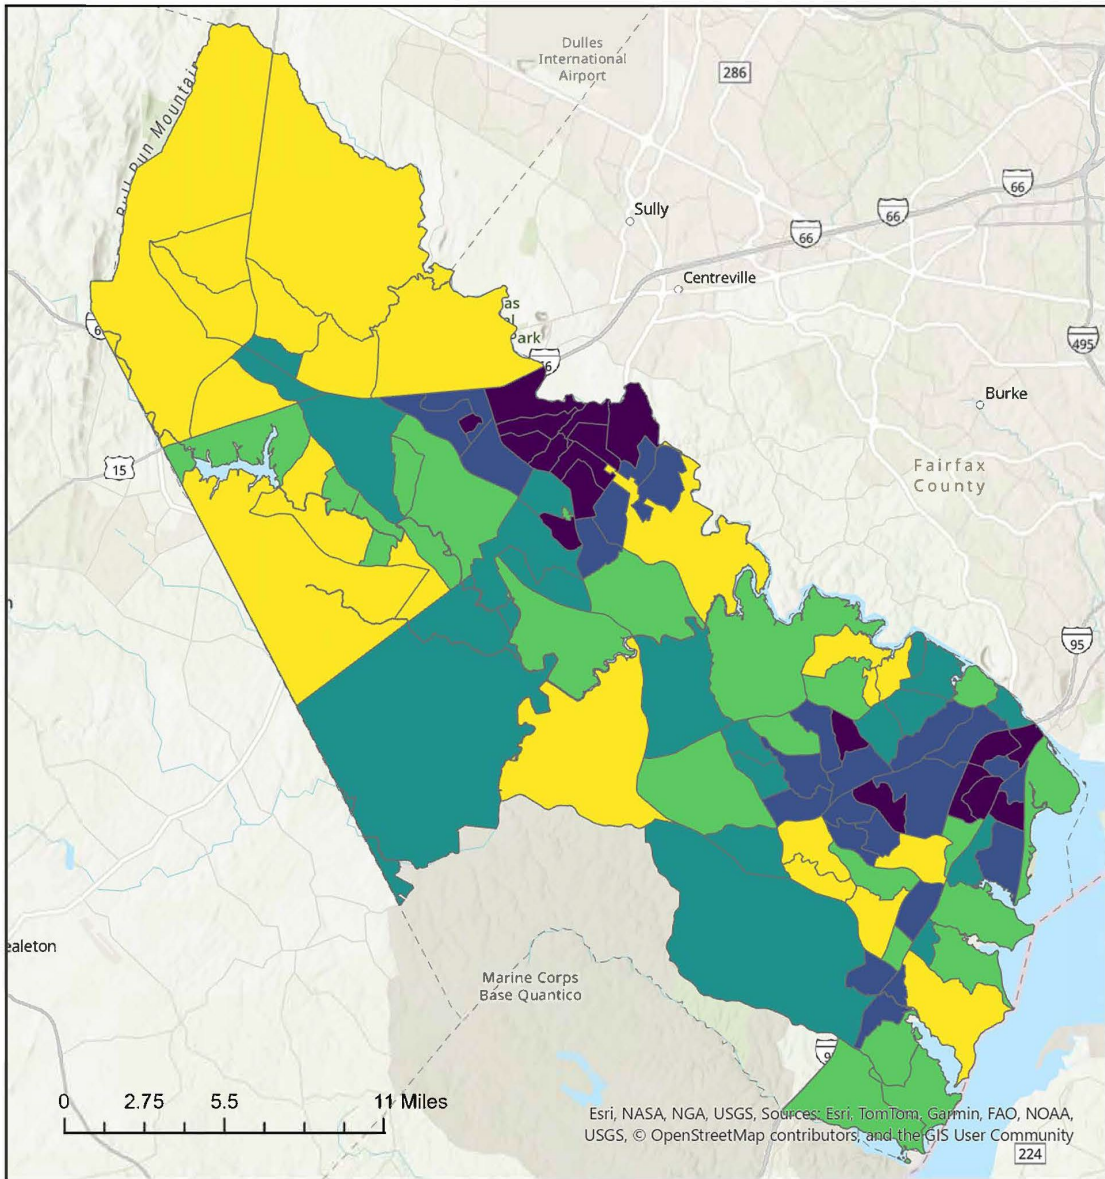 Dulles
International
Airport
286
66
Sully
66
66
Centreville
Park
495
Burke
15
Fairfax
County
95
ealeton
Marine Corps
Base Quantico
0 2.75 5.5 11 Miles
Esri, NASA, NGA, USGS, Sources: Esri, TomTom, Garmin, FAO, NOAA,
USGS, © OpenStreetMap contributors, and the GIS User Community
224